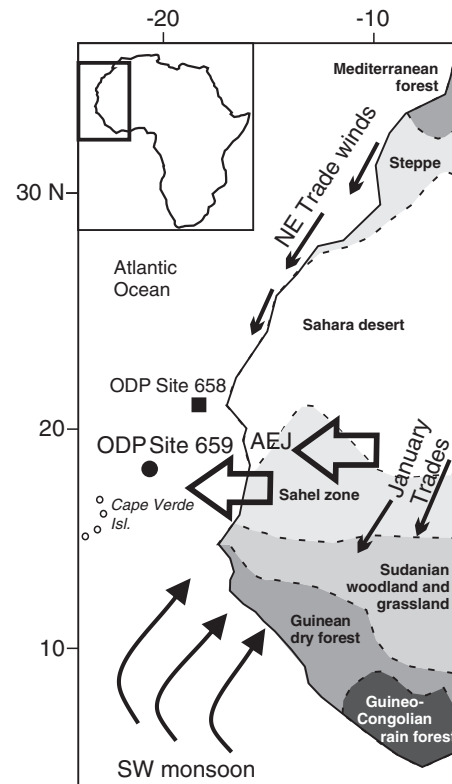 -20
-10
Mediterranean
forest
Steppe
NE Trade winds
30 N
Atlantic
Ocean
Sahara desert
ODP Site 658
20
ODP Site 659
AEJ
January
Trades
Sahel zone
Cape Verde
Isl.
Sudanian
woodland and
grassland
10
Guinean
dry forest
Guineo-
Congolian
rain forest
SW monsoon